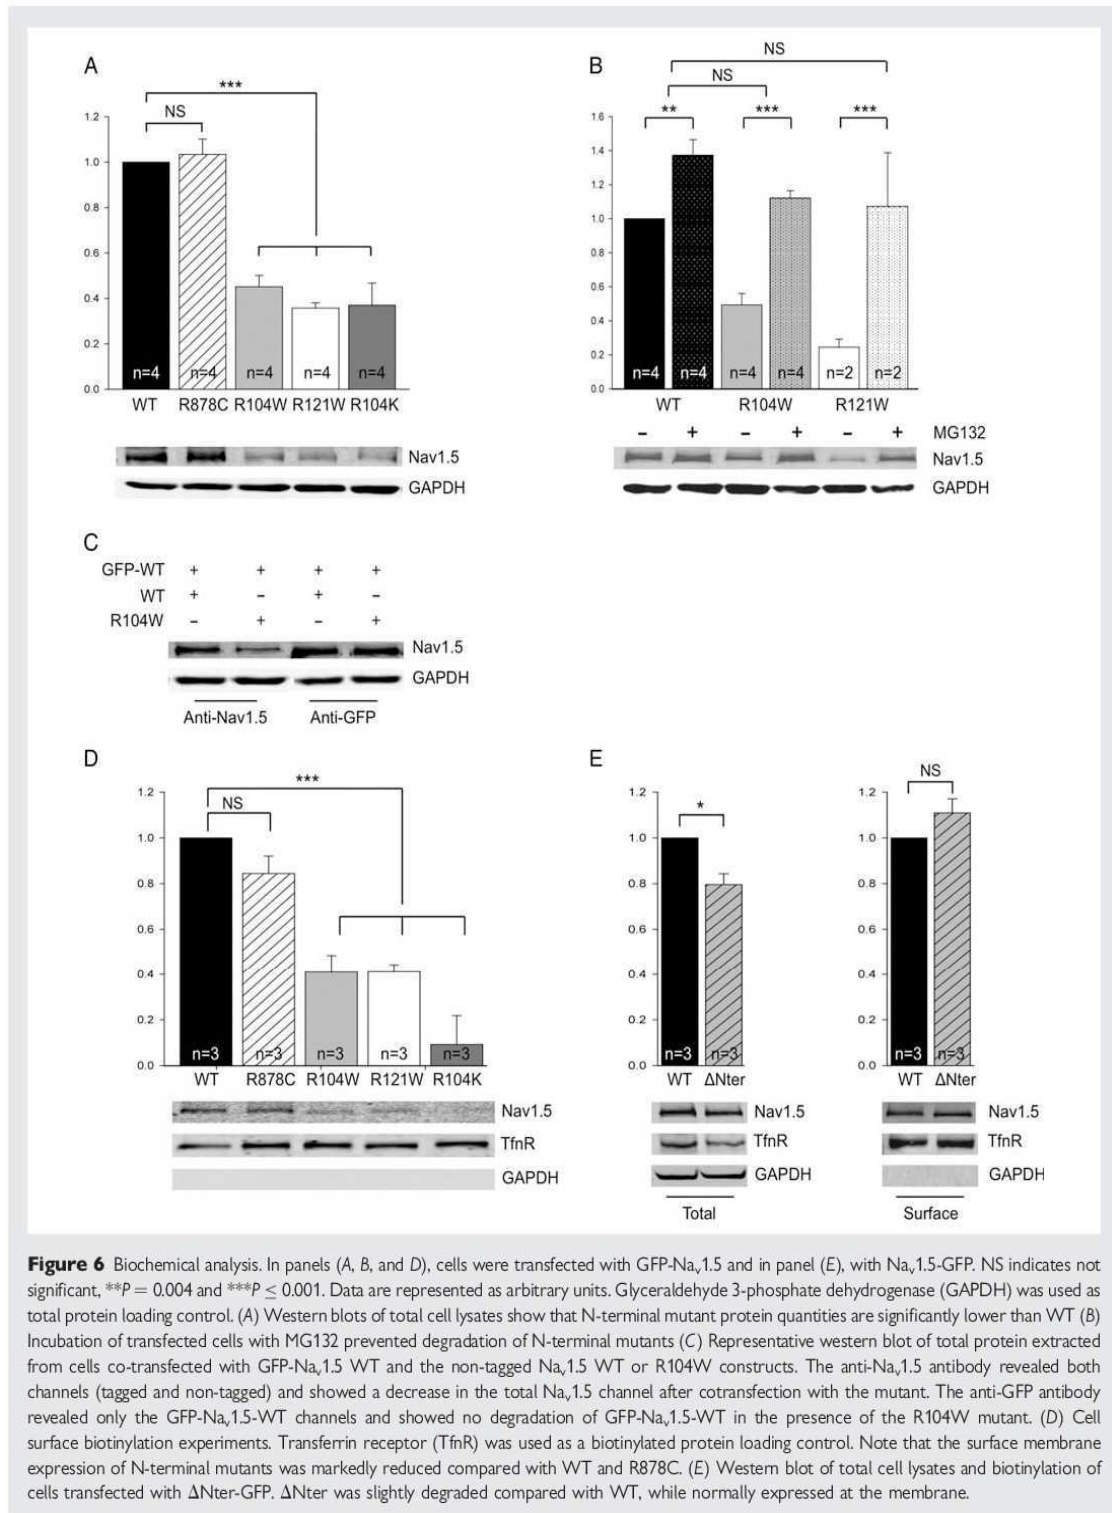 A
***
NS
1.2
1.0
0.8
0.6
0.4
0.2
0.0
n=4 n=4 n=4 n=4 n=4
WT R878C R104W R121W R104K
Nav1.5
GAPDH
B
NS
NS
** *** ***
1.6
1.4
1.2
1.0
0.8
0.6
0.4
0.2
0.0
n=4 n=4 n=4 n=4 n=2 n=2
WT R104W R121W
− + − + − + MG132
Nav1.5
GAPDH
C
GFP-WT + + + +
WT + − + −
R104W − + − +
Nav1.5
GAPDH
Anti-Nav1.5 Anti-GFP
D
***
NS
1.2
1.0
0.8
0.6
0.4
0.2
0.0
n=3 n=3 n=3 n=3 n=3
WT R878C R104W R121W R104K
Nav1.5
TfnR
GAPDH
E
*
1.2
1.0
0.8
0.6
0.4
0.2
0.0
n=3 n=3
WT ΔNter
Nav1.5
TfnR
GAPDH
Total
NS
1.2
1.0
0.8
0.6
0.4
0.2
0.0
n=3 n=3
WT ΔNter
Nav1.5
TfnR
GAPDH
Surface
Figure 6 Biochemical analysis. In panels (A, B, and D), cells were transfected with GFP-Nav1.5 and in panel (E), with Nav1.5-GFP. NS indicates not
significant, **P = 0.004 and ***P ≤ 0.001. Data are represented as arbitrary units. Glyceraldehyde 3-phosphate dehydrogenase (GAPDH) was used as
total protein loading control. (A) Western blots of total cell lysates show that N-terminal mutant protein quantities are significantly lower than WT (B)
Incubation of transfected cells with MG132 prevented degradation of N-terminal mutants (C) Representative western blot of total protein extracted
from cells co-transfected with GFP-Nav1.5 WT and the non-tagged Nav1.5 WT or R104W constructs. The anti-Nav1.5 antibody revealed both
channels (tagged and non-tagged) and showed a decrease in the total Nav1.5 channel after cotransfection with the mutant. The anti-GFP antibody
revealed only the GFP-Nav1.5-WT channels and showed no degradation of GFP-Nav1.5-WT in the presence of the R104W mutant. (D) Cell
surface biotinylation experiments. Transferrin receptor (TfnR) was used as a biotinylated protein loading control. Note that the surface membrane
expression of N-terminal mutants was markedly reduced compared with WT and R878C. (E) Western blot of total cell lysates and biotinylation of
cells transfected with ΔNter-GFP. ΔNter was slightly degraded compared with WT, while normally expressed at the membrane.